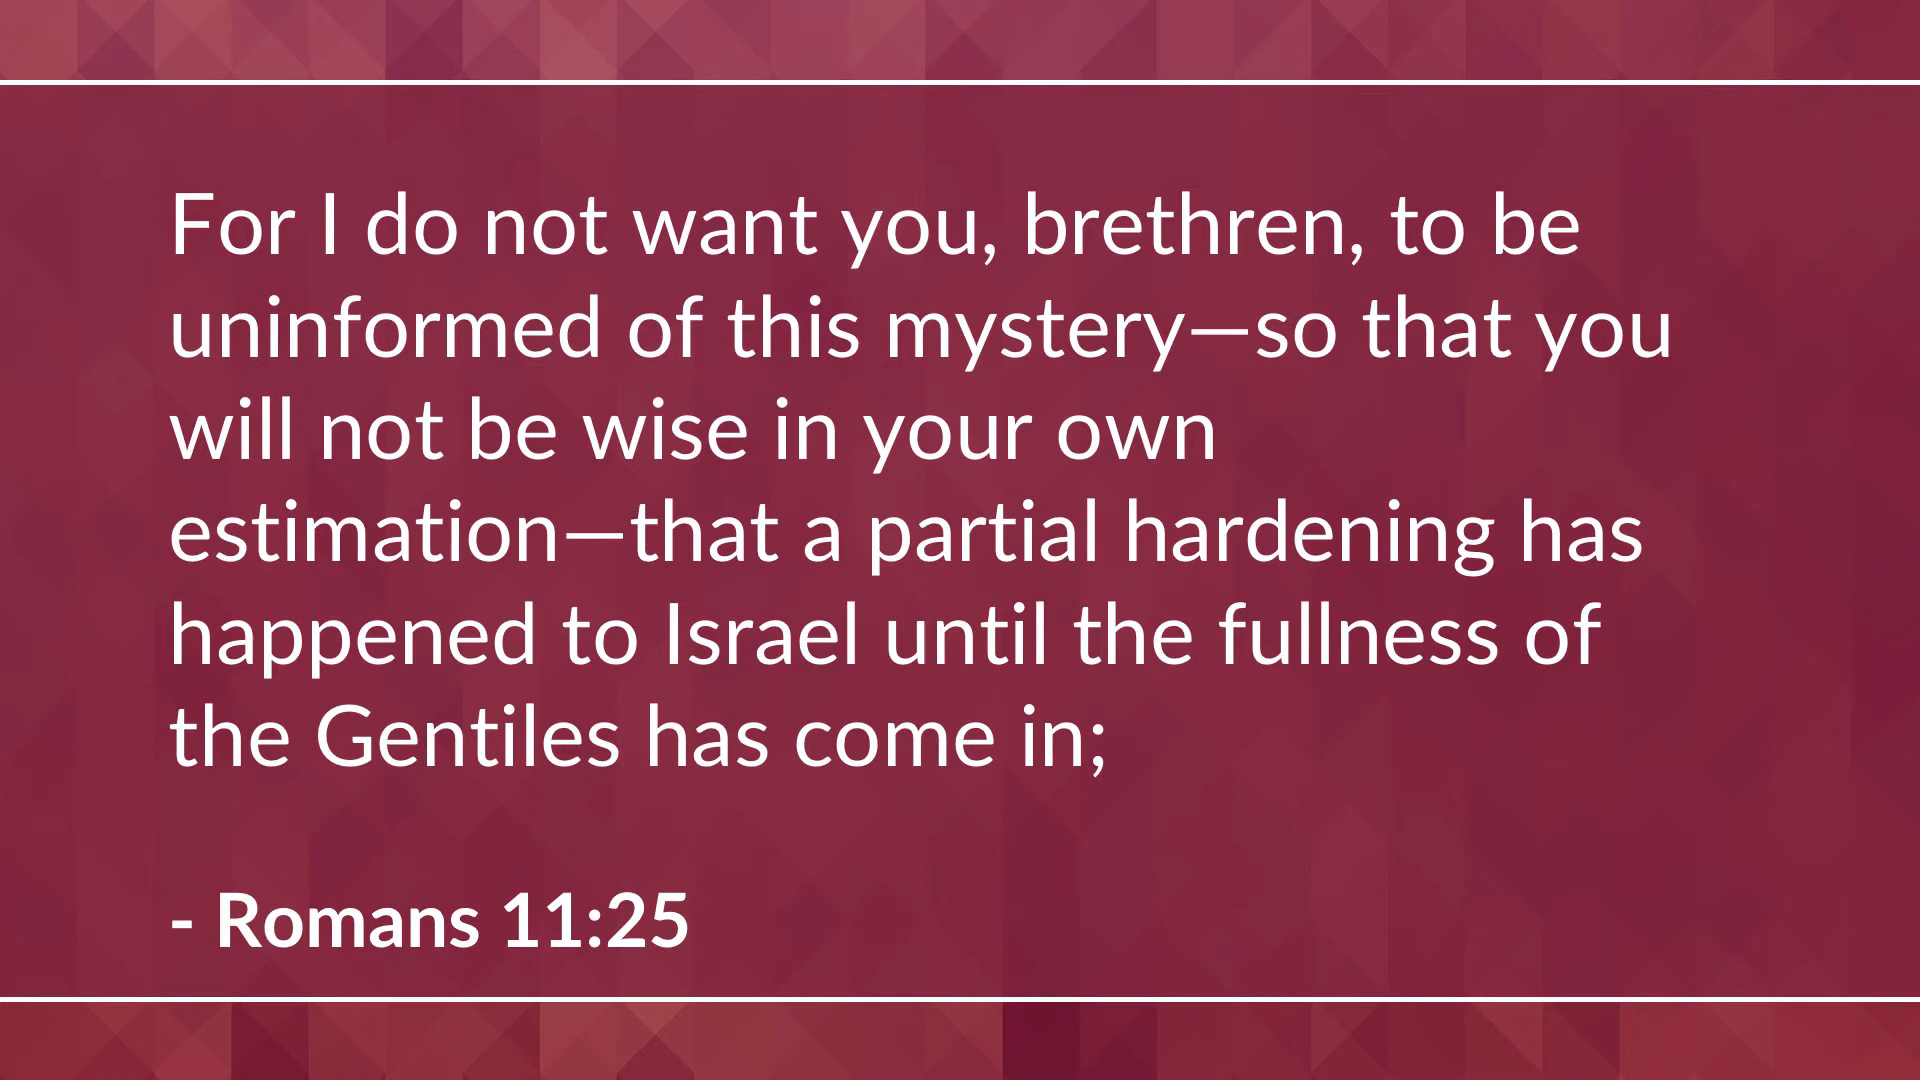 For I do not want you, brethren, to be
uninformed of this mystery—so that you
will not be wise in your own
estimation—that a partial hardening has
happened to Israel until the fullness of
the Gentiles has come in;
- Romans 11:25